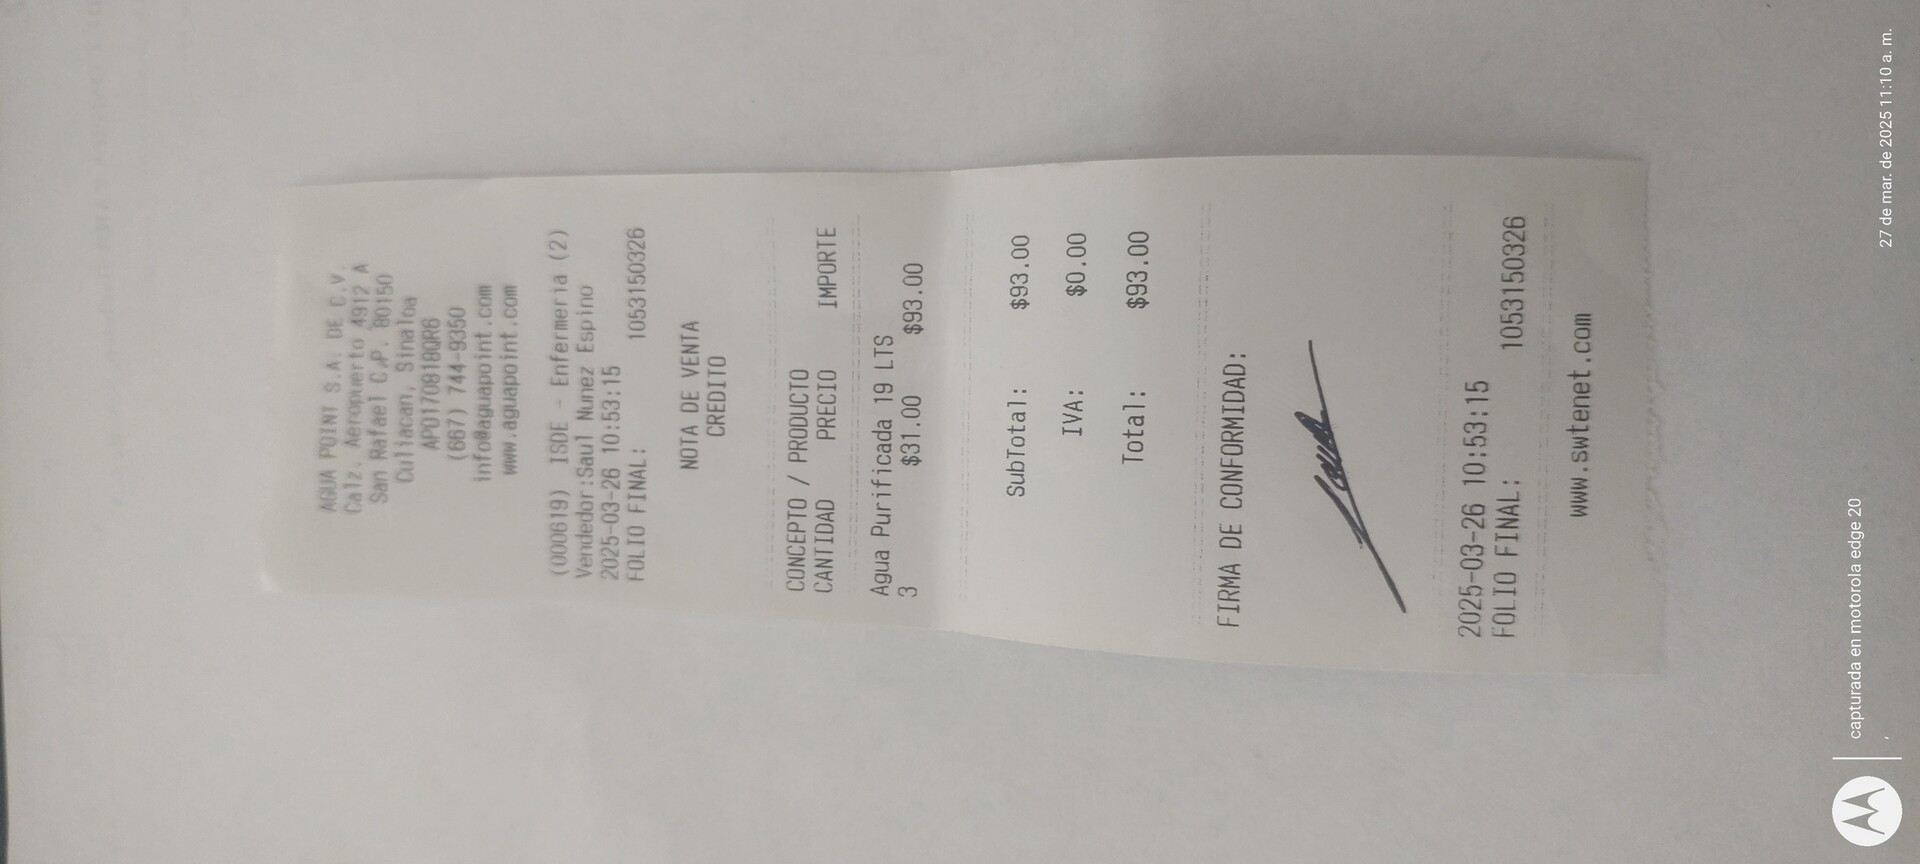 AGUA POINT S.A. DE C.V.
Calz. Aeropuerto 4912 A
San Rafael C.P. 80150
Culiacan, Sinaloa
APO170818QR6
(667) 744-9350
info@aguapoint.com
www.aguapoint.com
(000619) ISDE - Enfermeria (2)
Vendedor:Saul Nunez Espino
2025-03-26 10:53:15
FOLIO FINAL: 1053150326
NOTA DE VENTA
CREDITO
CONCEPTO / PRODUCTO
CANTIDAD PRECIO IMPORTE
Agua Purificada 19 LTS
3 $31.00 $93.00
SubTotal: $93.00
IVA: $0.00
Total: $93.00
FIRMA DE CONFORMIDAD:
2025-03-26 10:53:15
FOLIO FINAL: 1053150326
www.swtenet.com
capturada en motorola edge 20
27 de mar. de 2025 11:10 a. m.